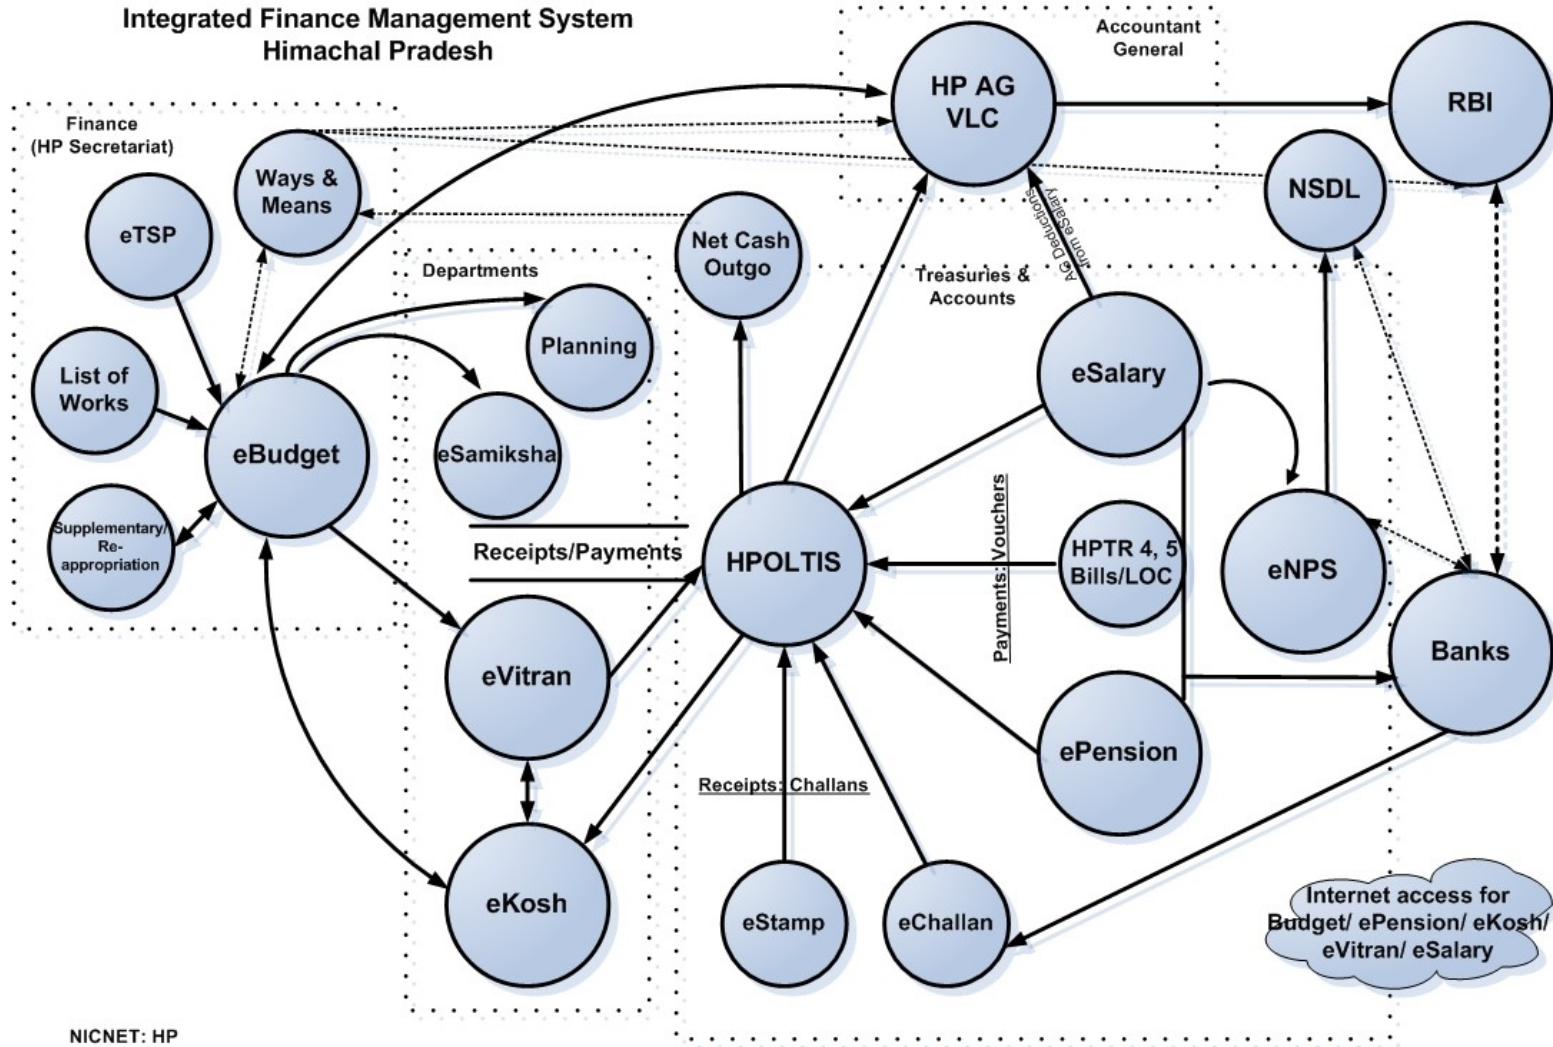 Integrated Finance Management System
Himachal Pradesh
Accountant
General
HP AG
VLC
RBI
Finance
(HP Secretariat)
Ways &
Means
NSDL
eTSP
Net Cash
Outgo
AG Deductions
from eSalary
Departments
Treasuries &
Accounts
Planning
List of
Works
eSalary
eBudget
eSamiksha
Supplementary/
Re-
appropriation
Receipts/Payments
HPOLTIS
Payments: Vouchers
HPTR 4, 5
Bills/LOC
eNPS
Banks
eVitran
ePension
Receipts: Challans
eKosh
eStamp
eChallan
Internet access for
Budget/ ePension/ eKosh/
eVitran/ eSalary
NICNET: HP